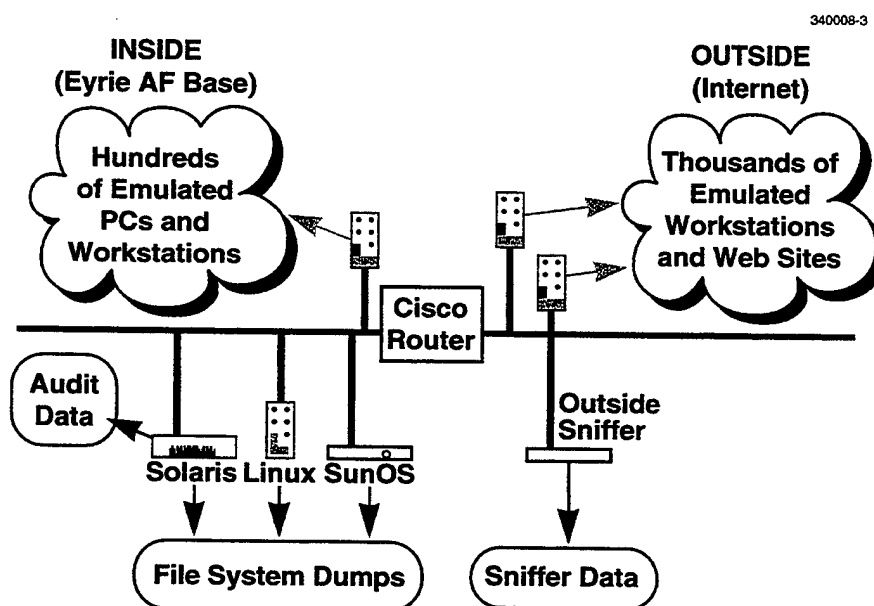 340008-3
INSIDE
(Eyrie AF Base)
OUTSIDE
(Internet)
Hundreds
of Emulated
PCs and
Workstations
Thousands of
Emulated
Workstations
and Web Sites
Cisco
Router
Audit
Data
Outside
Sniffer
Solaris Linux SunOS
File System Dumps
Sniffer Data